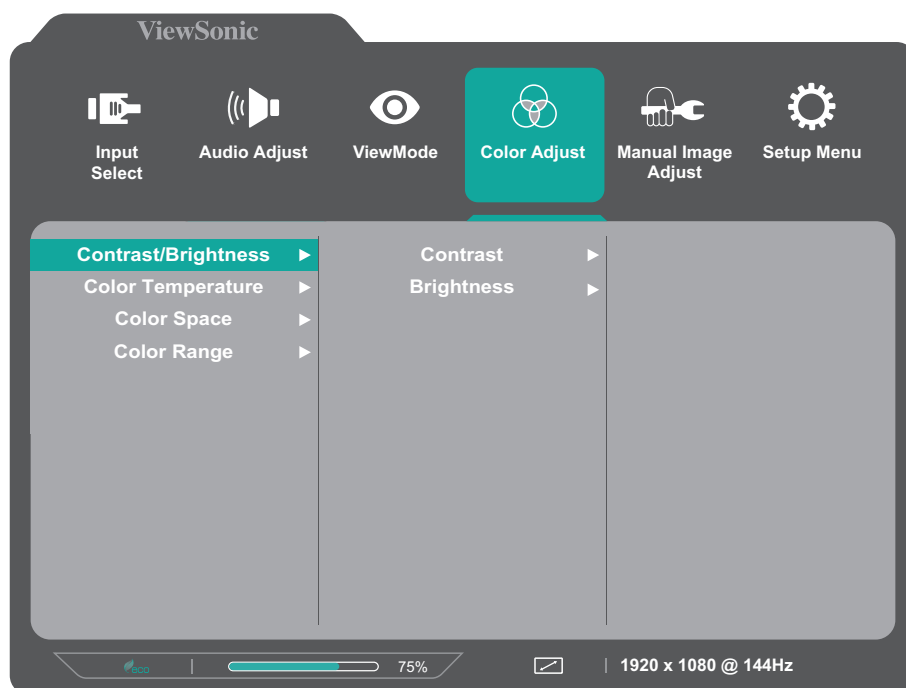 ViewSonic
Input
Select
Audio Adjust
ViewMode
Color Adjust
Manual Image
Adjust
Setup Menu
Contrast/Brightness
Color Temperature
Color Space
Color Range
Contrast
Brightness
eco
75%
1920 x 1080 @ 144Hz